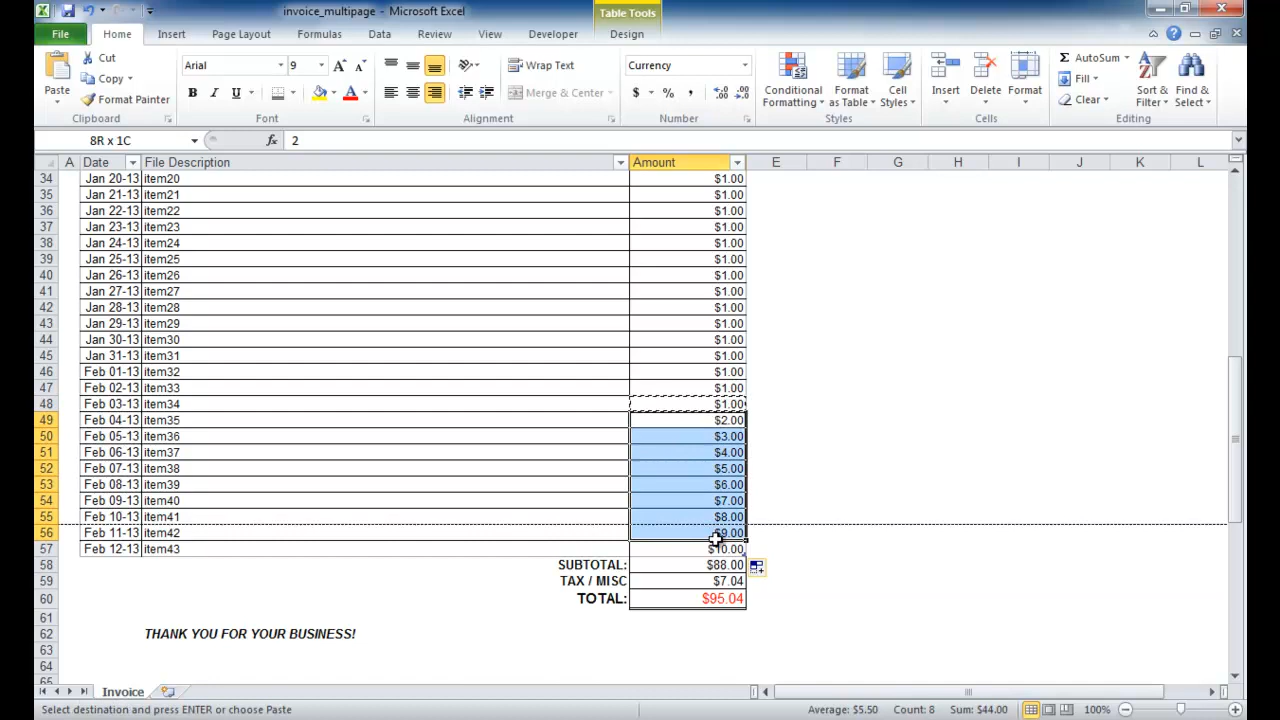 invoice_multipage - Microsoft Excel
Table Tools
File Home Insert Page Layout Formulas Data Review View Developer Design
Paste
Cut
Copy
Format Painter
Clipboard
Arial 9
B I U
Font
Wrap Text
Merge & Center
Alignment
Currency
$ % ,
Number
Conditional Formatting
Format as Table
Cell Styles
Styles
Insert
Delete
Format
Cells
AutoSum
Fill
Clear
Sort & Filter
Find & Select
Editing
8R x 1C fx 2
A Date File Description Amount E F G H I J K L
34 Jan 20-13 item20 $1.00
35 Jan 21-13 item21 $1.00
36 Jan 22-13 item22 $1.00
37 Jan 23-13 item23 $1.00
38 Jan 24-13 item24 $1.00
39 Jan 25-13 item25 $1.00
40 Jan 26-13 item26 $1.00
41 Jan 27-13 item27 $1.00
42 Jan 28-13 item28 $1.00
43 Jan 29-13 item29 $1.00
44 Jan 30-13 item30 $1.00
45 Jan 31-13 item31 $1.00
46 Feb 01-13 item32 $1.00
47 Feb 02-13 item33 $1.00
48 Feb 03-13 item34 $1.00
49 Feb 04-13 item35 $2.00
50 Feb 05-13 item36 $3.00
51 Feb 06-13 item37 $4.00
52 Feb 07-13 item38 $5.00
53 Feb 08-13 item39 $6.00
54 Feb 09-13 item40 $7.00
55 Feb 10-13 item41 $8.00
56 Feb 11-13 item42 $9.00
57 Feb 12-13 item43 $10.00
58 SUBTOTAL: $88.00
59 TAX / MISC $7.04
60 TOTAL: $95.04
61
62 THANK YOU FOR YOUR BUSINESS!
63
64
65
Invoice
Select destination and press ENTER or choose Paste Average: $5.50 Count: 8 Sum: $44.00 100%